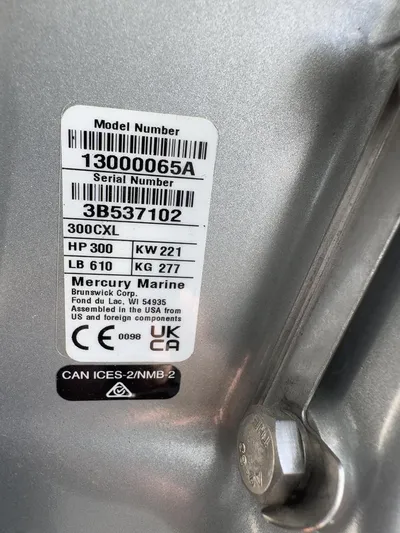 Model Number
13000065A
Serial Number
3B537102
300CXL
HP 300 KW 221
LB 610 KG 277
Mercury Marine
Brunswick Corp.
Fond du Lac, WI 54935
Assembled in the USA from
US and foreign components
CE 0098 UK
CA
CAN ICES-2/NMB-2